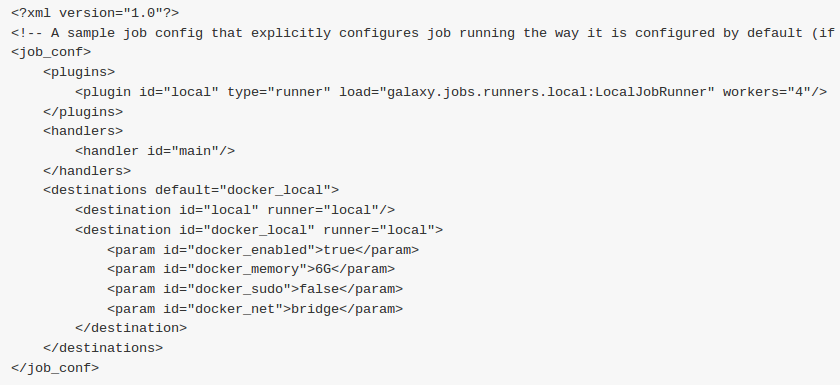 <?xml version="1.0"?>
<!-- A sample job config that explicitly configures job running the way it is configured by default (if
<job_conf>
    <plugins>
        <plugin id="local" type="runner" load="galaxy.jobs.runners.local:LocalJobRunner" workers="4"/>
    </plugins>
    <handlers>
        <handler id="main"/>
    </handlers>
    <destinations default="docker_local">
        <destination id="local" runner="local"/>
        <destination id="docker_local" runner="local">
            <param id="docker_enabled">true</param>
            <param id="docker_memory">6G</param>
            <param id="docker_sudo">false</param>
            <param id="docker_net">bridge</param>
        </destination>
    </destinations>
</job_conf>